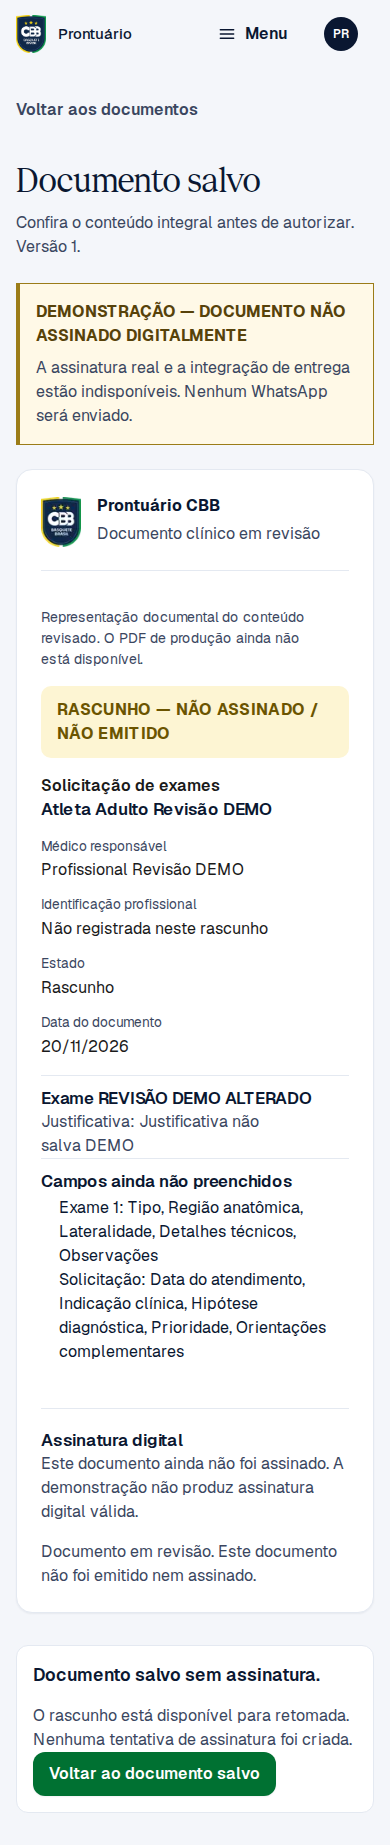 CBB
BASQUETE
BRASIL
Prontuário
Menu
PR
Voltar aos documentos
Documento salvo
Confira o conteúdo integral antes de autorizar.
Versão 1.
DEMONSTRAÇÃO — DOCUMENTO NÃO
ASSINADO DIGITALMENTE
A assinatura real e a integração de entrega
estão indisponíveis. Nenhum WhatsApp
será enviado.
CBB
BASQUETE
BRASIL
Prontuário CBB
Documento clínico em revisão
Representação documental do conteúdo
revisado. O PDF de produção ainda não
está disponível.
RASCUNHO — NÃO ASSINADO /
NÃO EMITIDO
Solicitação de exames
Atleta Adulto Revisão DEMO
Médico responsável
Profissional Revisão DEMO
Identificação profissional
Não registrada neste rascunho
Estado
Rascunho
Data do documento
20/11/2026
Exame REVISÃO DEMO ALTERADO
Justificativa: Justificativa não
salva DEMO
Campos ainda não preenchidos
Exame 1: Tipo, Região anatômica,
Lateralidade, Detalhes técnicos,
Observações
Solicitação: Data do atendimento,
Indicação clínica, Hipótese
diagnóstica, Prioridade, Orientações
complementares
Assinatura digital
Este documento ainda não foi assinado. A
demonstração não produz assinatura
digital válida.
Documento em revisão. Este documento
não foi emitido nem assinado.
Documento salvo sem assinatura.
O rascunho está disponível para retomada.
Nenhuma tentativa de assinatura foi criada.
Voltar ao documento salvo